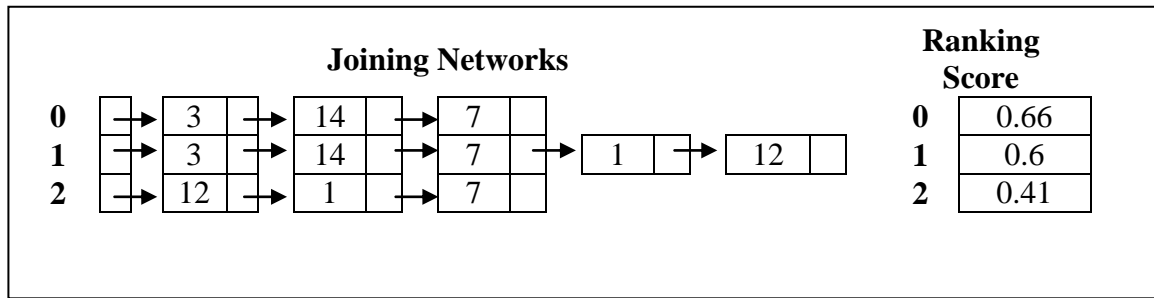 Joining Networks
Ranking
Score
0 3 14 7 0 0.66
1 3 14 7 1 12 1 0.6
2 12 1 7 2 0.41